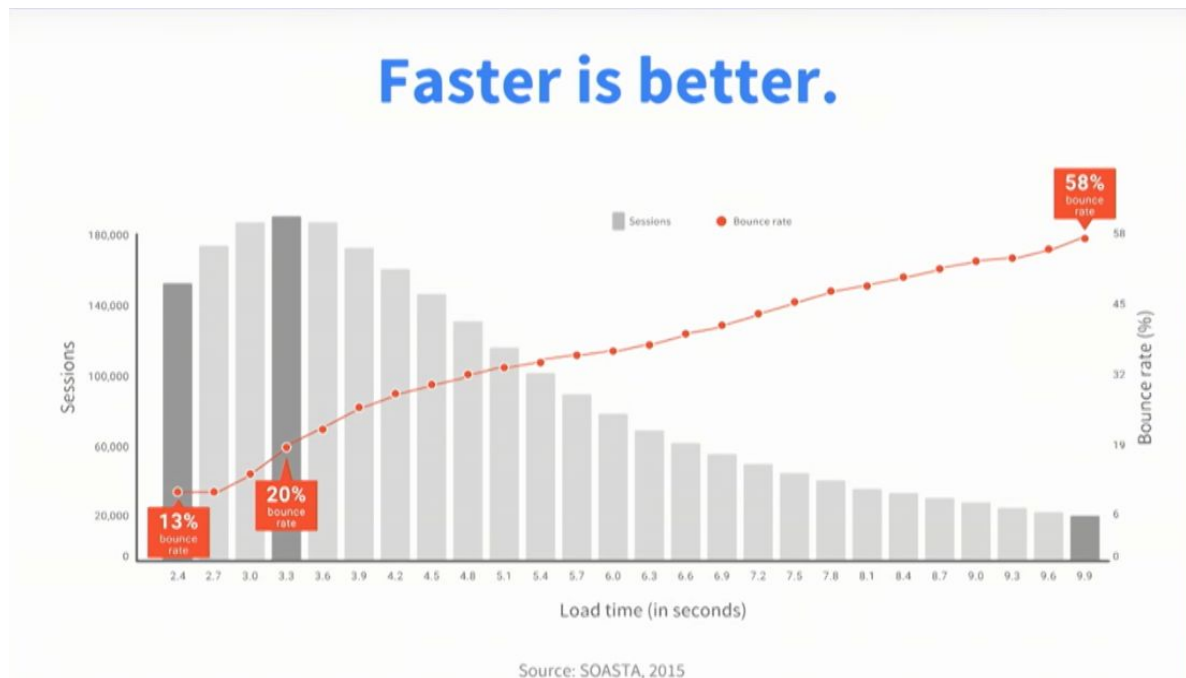 Faster is better.
Sessions
Bounce rate
58%
bounce
rate
180,000
140,000
100,000
60,000
20,000
0
Sessions
58
45
32
19
6
0
Bounce rate (%)
13%
bounce
rate
20%
bounce
rate
2.4 2.7 3.0 3.3 3.6 3.9 4.2 4.5 4.8 5.1 5.4 5.7 6.0 6.3 6.6 6.9 7.2 7.5 7.8 8.1 8.4 8.7 9.0 9.3 9.6 9.9
Load time (in seconds)
Source: SOASTA, 2015